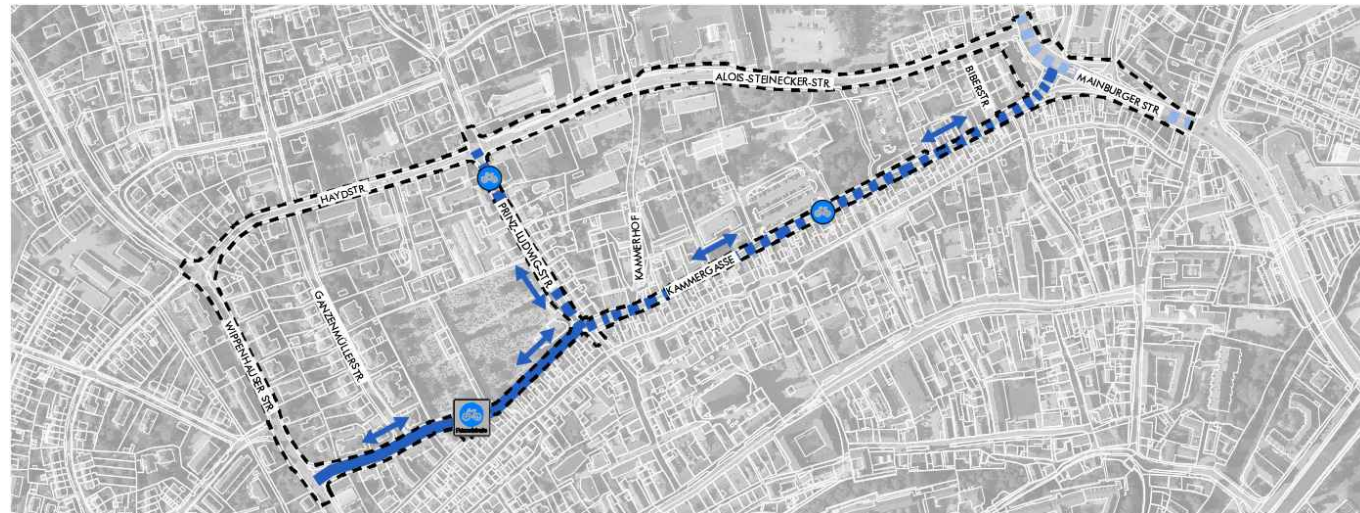 ALOIS-STEINECKER-STR.
BIBERSTR.
MAINBURGER STR
HAYDSTR.
PRINZ-LUDWIG-STR.
KAMMERHOF
KAMMERGASSE
GANZENMÜLLERSTR.
WIPPENHAUSER STR